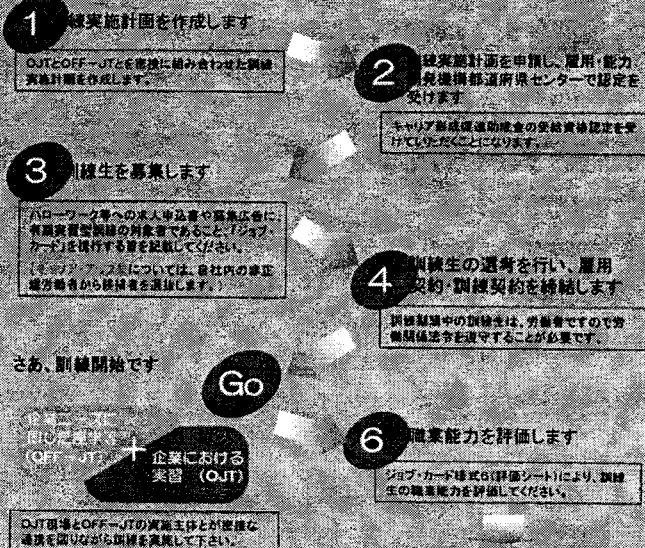 1
練実施計画を作成します
OJTとOFF-JTとを密接に組み合わせた訓練
実施計画を作成します。
2
練実施計画を申請し、雇用・能力
発機構都道府県センターで認定を
受けます
キャリア形成促進助成金の受給資格認定を受
けていただくことになります。
3
訓練生を募集します
ハローワーク等への求人申込書や募集広告に
有期実習型訓練の対象者であること、「ジョブ・
カード」を携行する旨を記載してください。
については、自社内の非正
規労働者から候補者を選抜します。
4
訓練生の選考を行い、雇用
契約・訓練契約を締結します
訓練期間中の訓練生は、労働者ですので労
働関係法令を遵守することが必要です。
さあ、訓練開始です
Go
(OFF-JT)
+
企業における
実習 (OJT)
OJT現場とOFF-JTの実施主体とが密接な
連携を図りながら訓練を実施して下さい。
6
職業能力を評価します
ジョブ・カード様式6(評価シート)により、訓練
生の職業能力を評価してください。